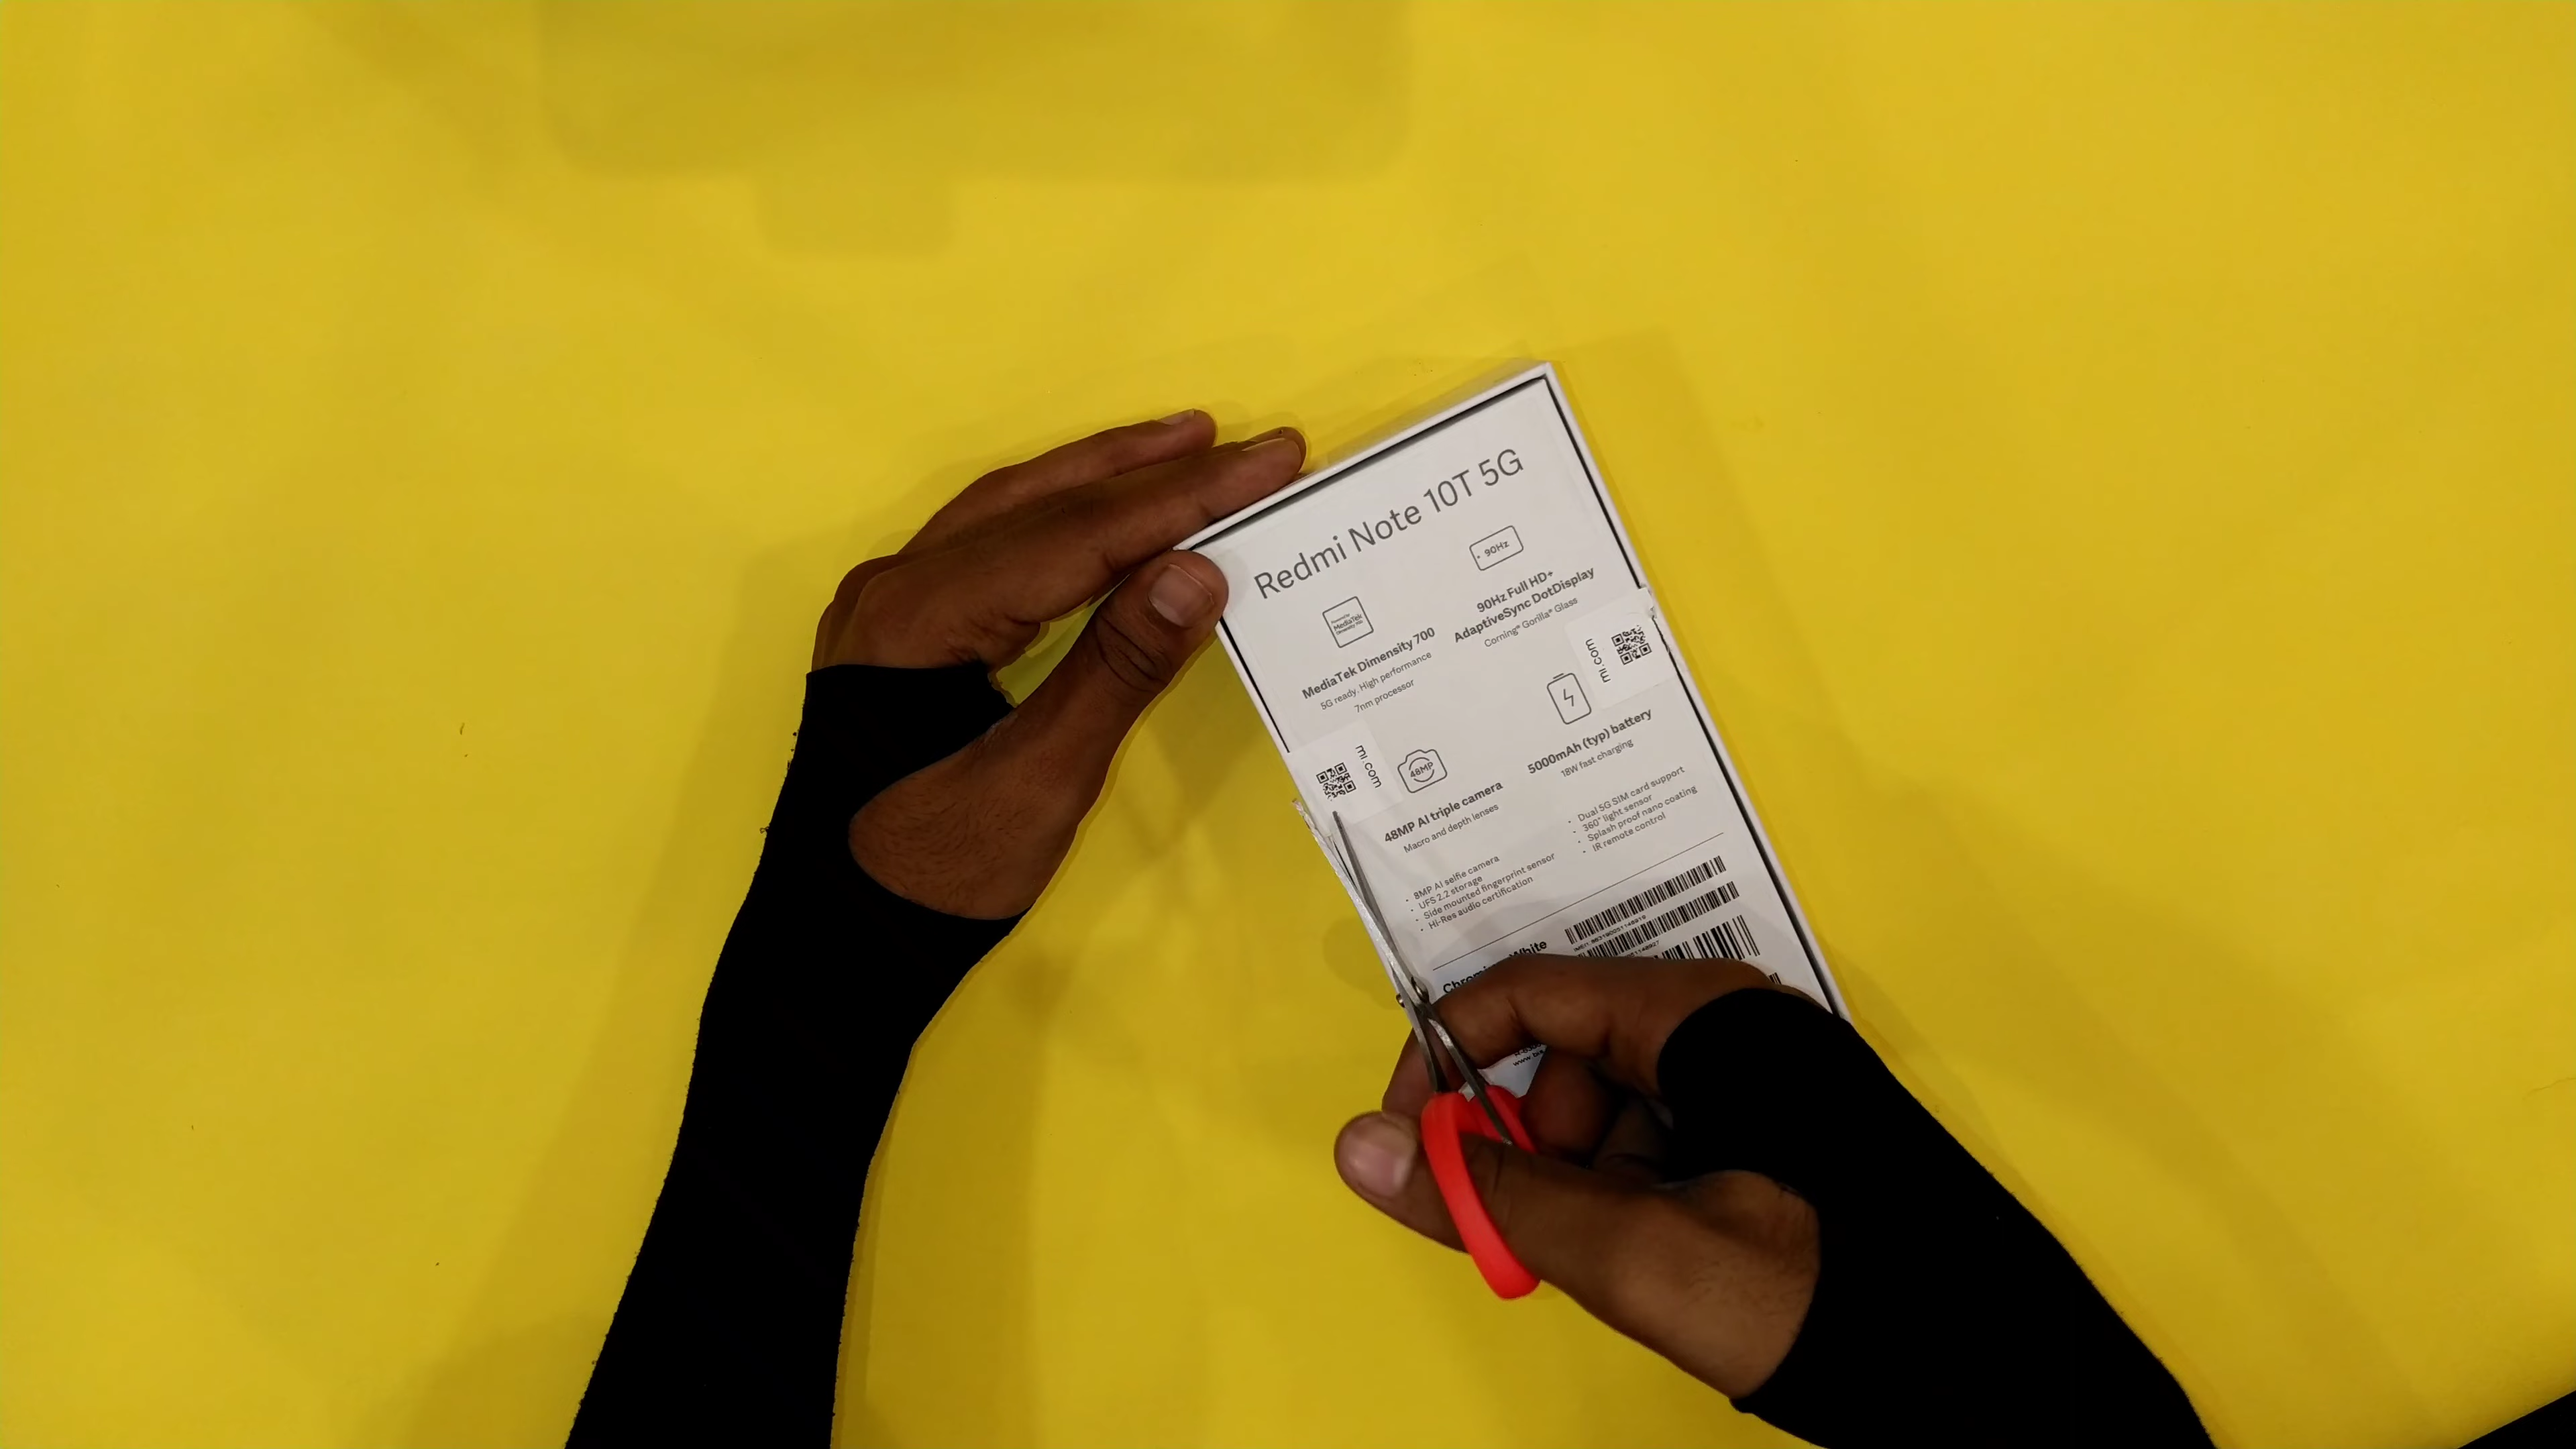 Redmi Note 10T 5G
90Hz
MediaTek
MediaTek Dimensity 700
5G ready. High performance
7nm processor
90Hz Full HD+
AdaptiveSync DotDisplay
Corning® Gorilla® Glass
mi.com
mi.com
48MP
48MP AI triple camera
Macro and depth lenses
5000mAh (typ) battery
18W fast charging
• 8MP AI selfie camera
• UFS 2.2 storage
• Side mounted fingerprint sensor
• Hi-Res audio certification
• Dual 5G SIM card support
• 360° light sensor
• Splash proof nano coating
• IR remote control
White